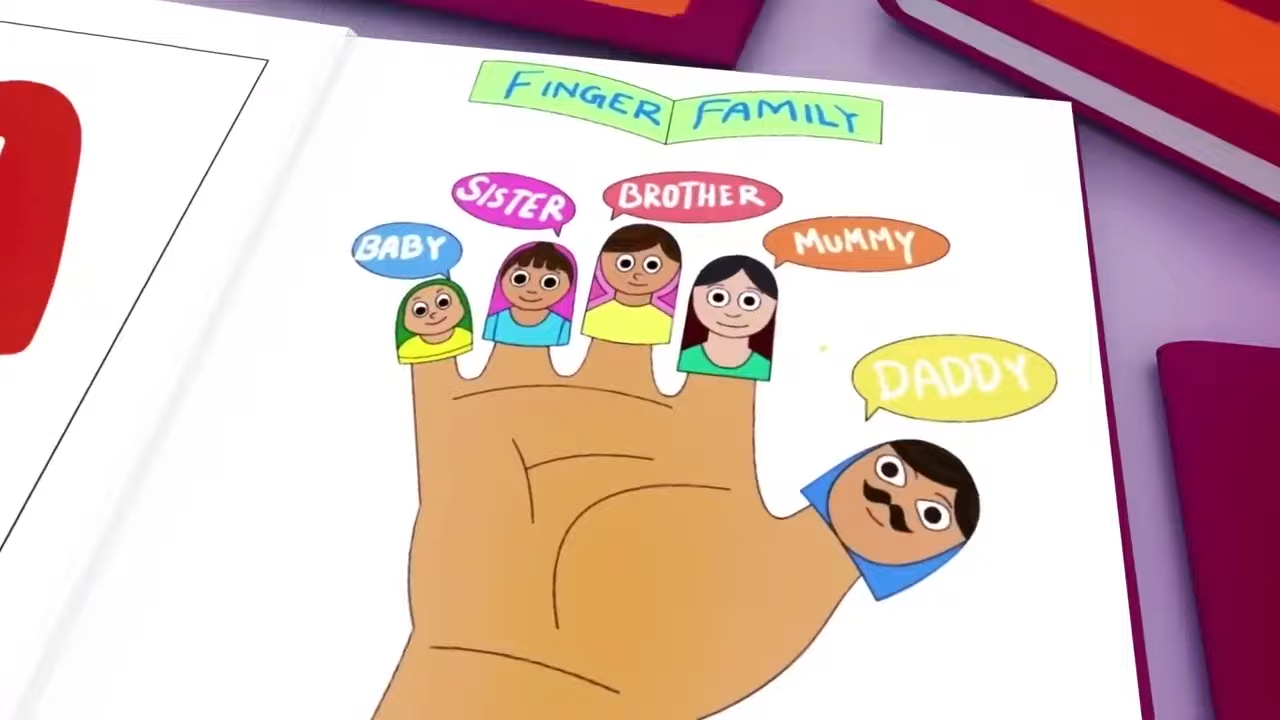 FINGER FAMILY
SISTER
BROTHER
BABY
MUMMY
DADDY